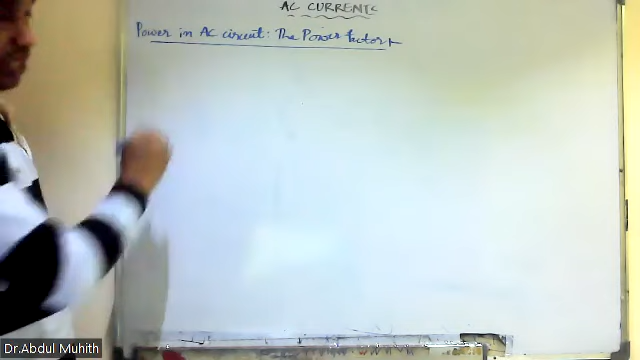 AC CURRENTS
Power in AC circuit: The Power factor
Dr.Abdul Muhith